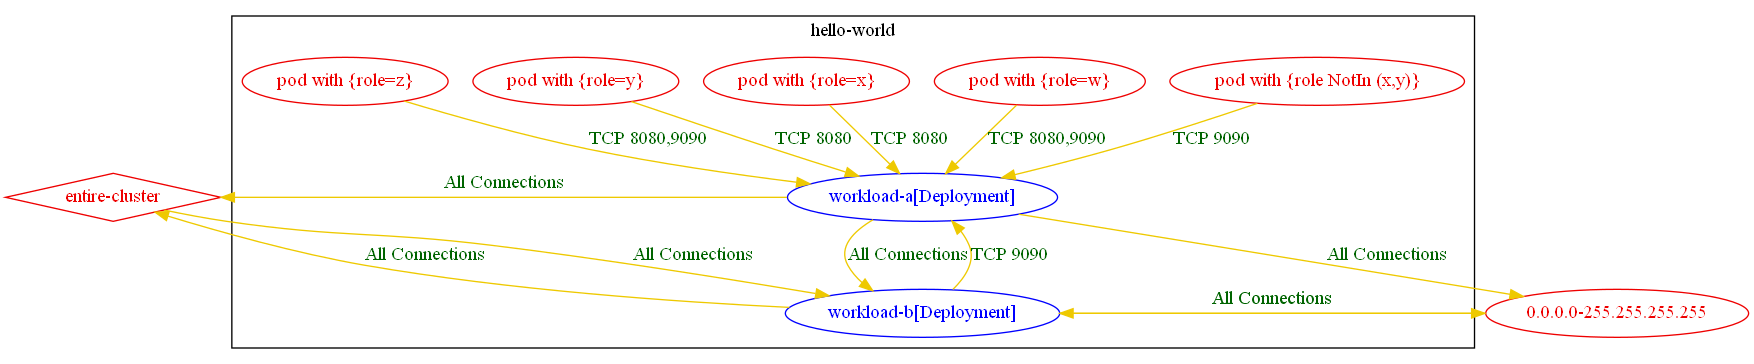 hello-world
pod with {role=z}
pod with {role=y}
pod with {role=x}
pod with {role=w}
pod with {role NotIn (x,y)}
TCP 8080,9090
TCP 8080
TCP 8080
TCP 8080,9090
TCP 9090
entire-cluster
All Connections
workload-a[Deployment]
All Connections
All Connections
All Connections
TCP 9090
All Connections
workload-b[Deployment]
All Connections
0.0.0.0-255.255.255.255